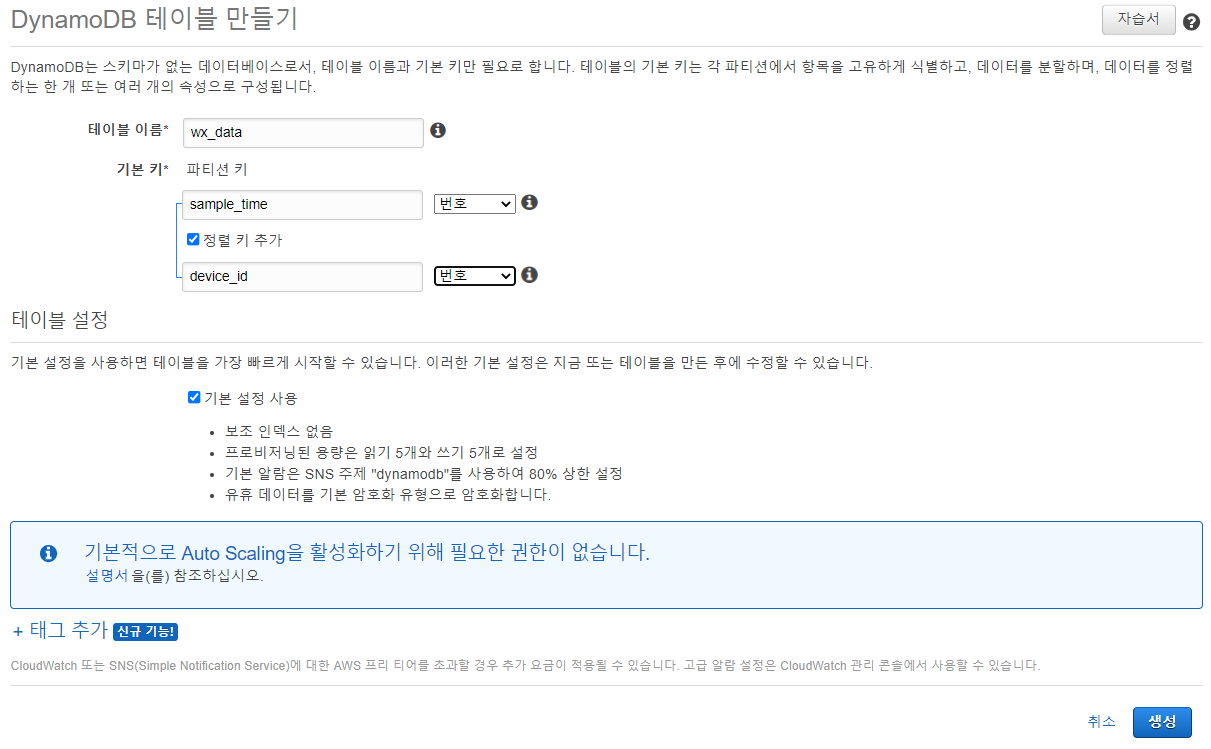 DynamoDB 테이블 만들기
자습서
DynamoDB는 스키마가 없는 데이터베이스로서, 테이블 이름과 기본 키만 필요로 합니다. 테이블의 기본 키는 각 파티션에서 항목을 고유하게 식별하고, 데이터를 분할하며, 데이터를 정렬
하는 한 개 또는 여러 개의 속성으로 구성됩니다.
테이블 이름* wx_data
기본 키* 파티션 키
sample_time 번호
정렬 키 추가
device_id 번호
테이블 설정
기본 설정을 사용하면 테이블을 가장 빠르게 시작할 수 있습니다. 이러한 기본 설정은 지금 또는 테이블을 만든 후에 수정할 수 있습니다.
기본 설정 사용
• 보조 인덱스 없음
• 프로비저닝된 용량은 읽기 5개와 쓰기 5개로 설정
• 기본 알람은 SNS 주제 "dynamodb"를 사용하여 80% 상한 설정
• 유휴 데이터를 기본 암호화 유형으로 암호화합니다.
기본적으로 Auto Scaling을 활성화하기 위해 필요한 권한이 없습니다.
설명서 을(를) 참조하십시오.
+ 태그 추가 신규 기능!
CloudWatch 또는 SNS(Simple Notification Service)에 대한 AWS 프리 티어를 초과할 경우 추가 요금이 적용될 수 있습니다. 고급 알람 설정은 CloudWatch 관리 콘솔에서 사용할 수 있습니다.
취소 생성